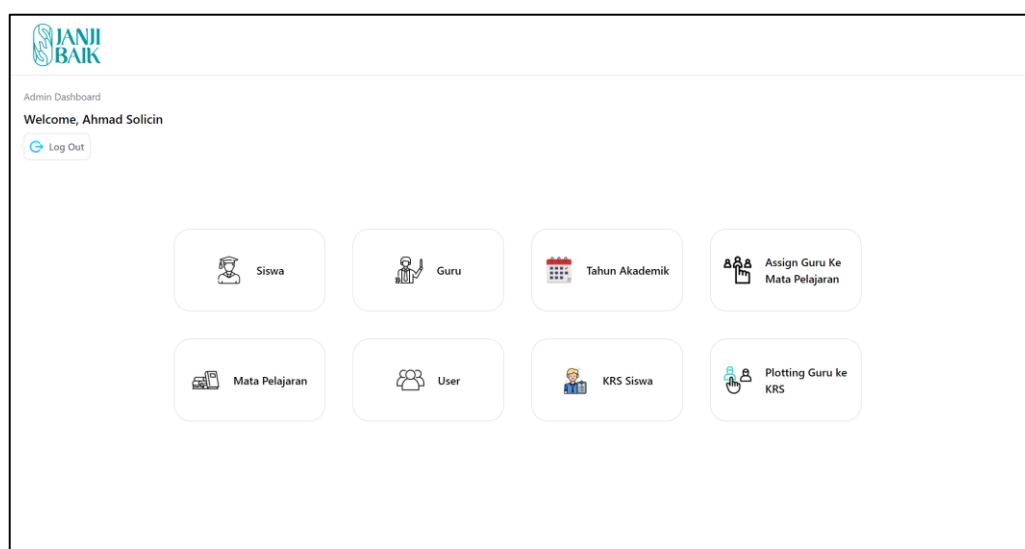 JANJI
BAIK
Admin Dashboard
Welcome, Ahmad Solicin
Log Out
Siswa
Guru
Tahun Akademik
Assign Guru Ke
Mata Pelajaran
Mata Pelajaran
User
KRS Siswa
Plotting Guru ke
KRS